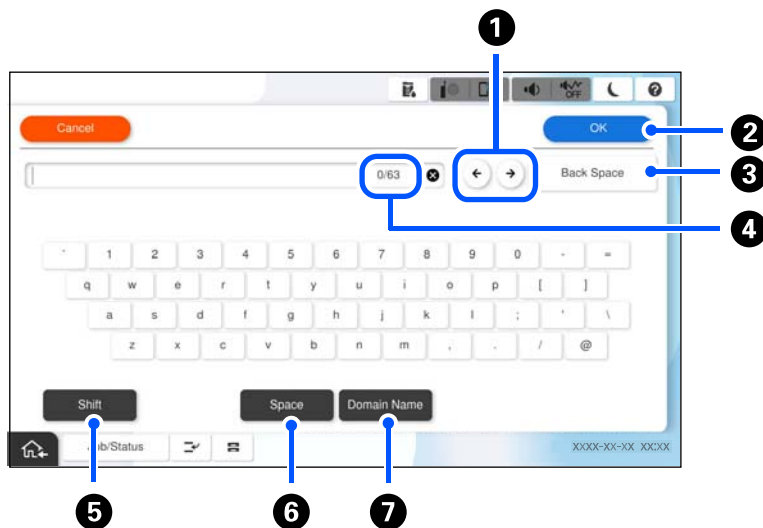 1
OFF
Cancel
OK
2
0/63
Back Space
3
4
` 1 2 3 4 5 6 7 8 9 0 - =
q w e r t y u i o p [ ]
a s d f g h j k l ; ' \
z x c v b n m , . / @
Shift
Space
Domain Name
/Status
XXXX-XX-XX XX:XX
5
6
7